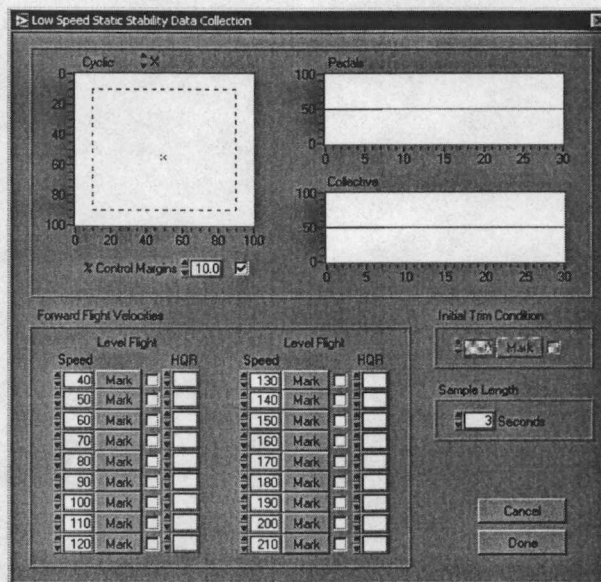 Low Speed Static Stability Data Collection
Cyclic X
0
20
40
60
80
100
0 20 40 60 80 100
% Control Margins 10.0
Pedals
100
50
0
0 5 10 15 20 25 30
Collective
100
50
0
0 5 10 15 20 25 30
Forward Flight Velocities
Level Flight Level Flight
Speed HQR Speed HQR
40 Mark 130 Mark
50 Mark 140 Mark
60 Mark 150 Mark
70 Mark 160 Mark
80 Mark 170 Mark
90 Mark 180 Mark
100 Mark 190 Mark
110 Mark 200 Mark
120 Mark 210 Mark
Initial Trim Condition
Mark
Sample Length
3 Seconds
Cancel
Done